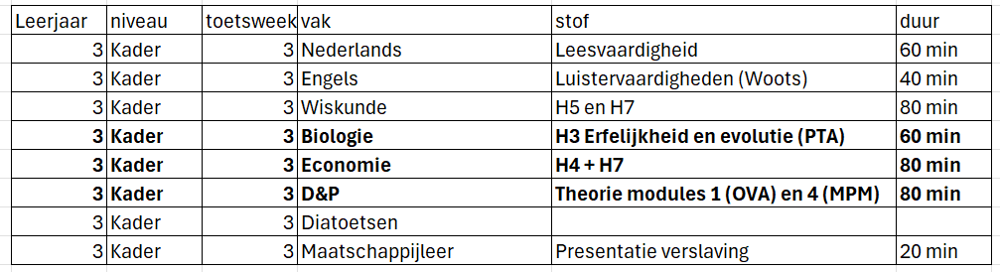 Leerjaar niveau toetsweek vak stof duur
3 Kader 3 Nederlands Leesvaardigheid 60 min
3 Kader 3 Engels Luistervaardigheden (Woots) 40 min
3 Kader 3 Wiskunde H5 en H7 80 min
3 Kader 3 Biologie H3 Erfelijkheid en evolutie (PTA) 60 min
3 Kader 3 Economie H4 + H7 80 min
3 Kader 3 D&P Theorie modules 1 (OVA) en 4 (MPM) 80 min
3 Kader 3 Diatoetsen
3 Kader 3 Maatschappijleer Presentatie verslaving 20 min